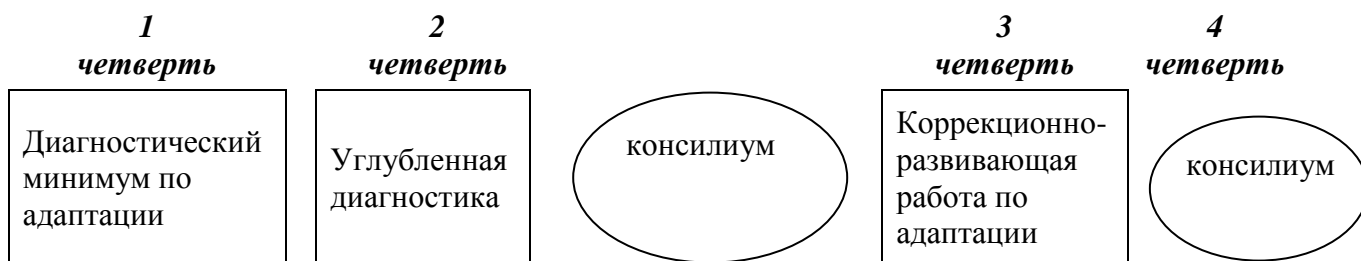 1
четверть
2
четверть
3
четверть
4
четверть
Диагностический
минимум по
адаптации
Углубленная
диагностика
консилиум
Коррекционно-
развивающая
работа по
адаптации
консилиум